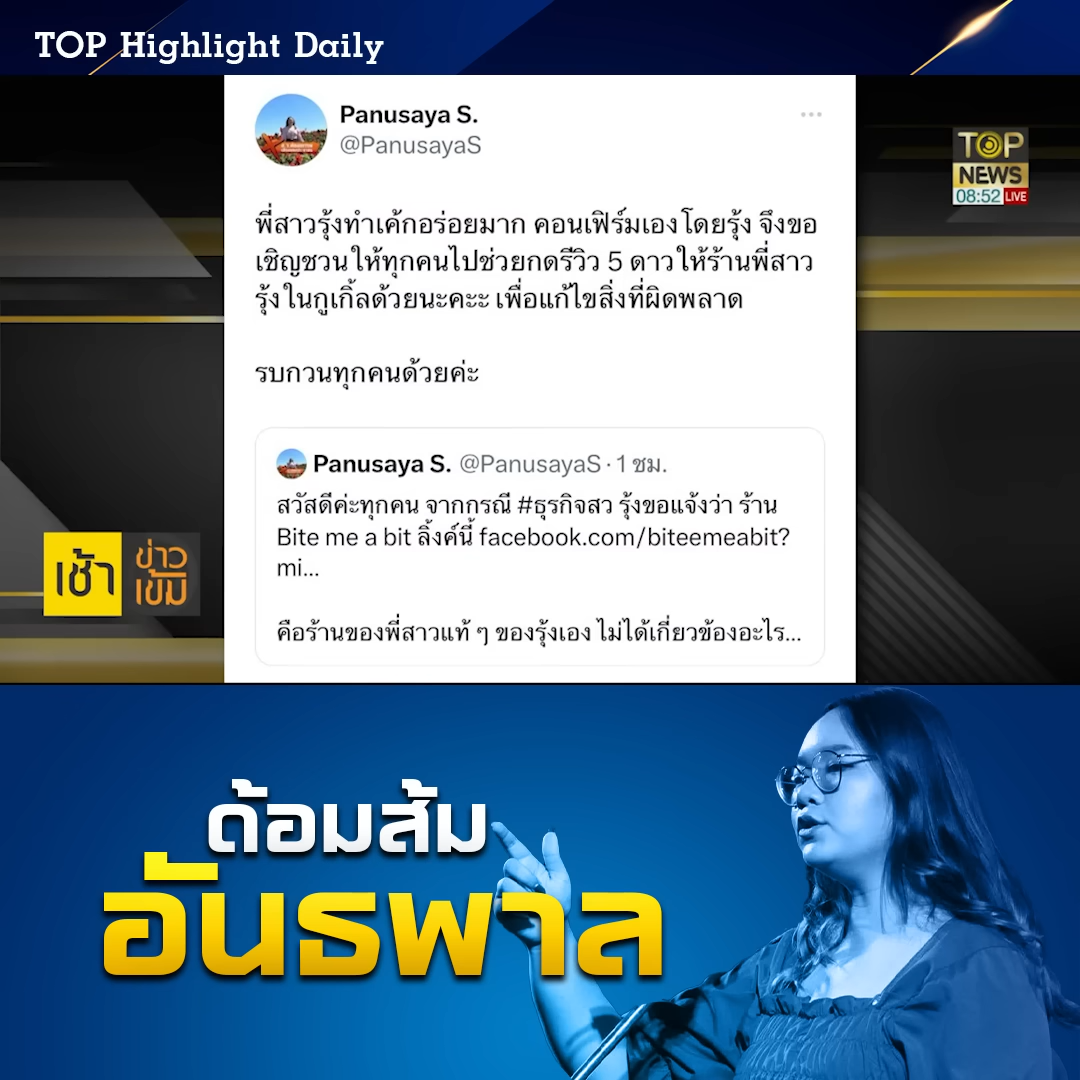 TOP Highlight Daily
Panusaya S.
@PanusayaS
TOP
NEWS
08:52 LIVE
พี่สาวรุ้งทำเค้กอร่อยมาก คอนเฟิร์มเองโดยรุ้ง จึงขอ
เชิญชวนให้ทุกคนไปช่วยกดรีวิว 5 ดาวให้ร้านพี่สาว
รุ้งในกูเกิ้ลด้วยนะคะะ เพื่อแก้ไขสิ่งที่ผิดพลาด
รบกวนทุกคนด้วยค่ะ
Panusaya S. @PanusayaS · 1 ชม.
สวัสดีค่ะทุกคน จากกรณี #ธุรกิจสว รุ้งขอแจ้งว่า ร้าน
Bite me a bit ลิ้งค์นี้ facebook.com/biteemeabit?
mi...
คือร้านของพี่สาวแท้ ๆ ของรุ้งเอง ไม่ได้เกี่ยวข้องอะไร...
เช้า
ข่าว
เข้ม
ด้อมส้ม
อันธพาล